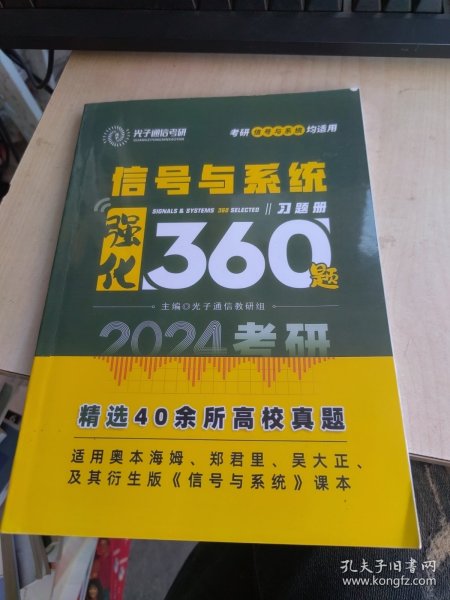 光子通信考研
考研 信号与系统 均适用
信号与系统
SIGNALS & SYSTEMS 360 SELECTED
习题册
强化
360题
主编◎光子通信教研组
2024考研
精选40余所高校真题
适用奥本海姆、郑君里、吴大正、
及其衍生版《信号与系统》课本
孔夫子旧书网
www.kongfz.com